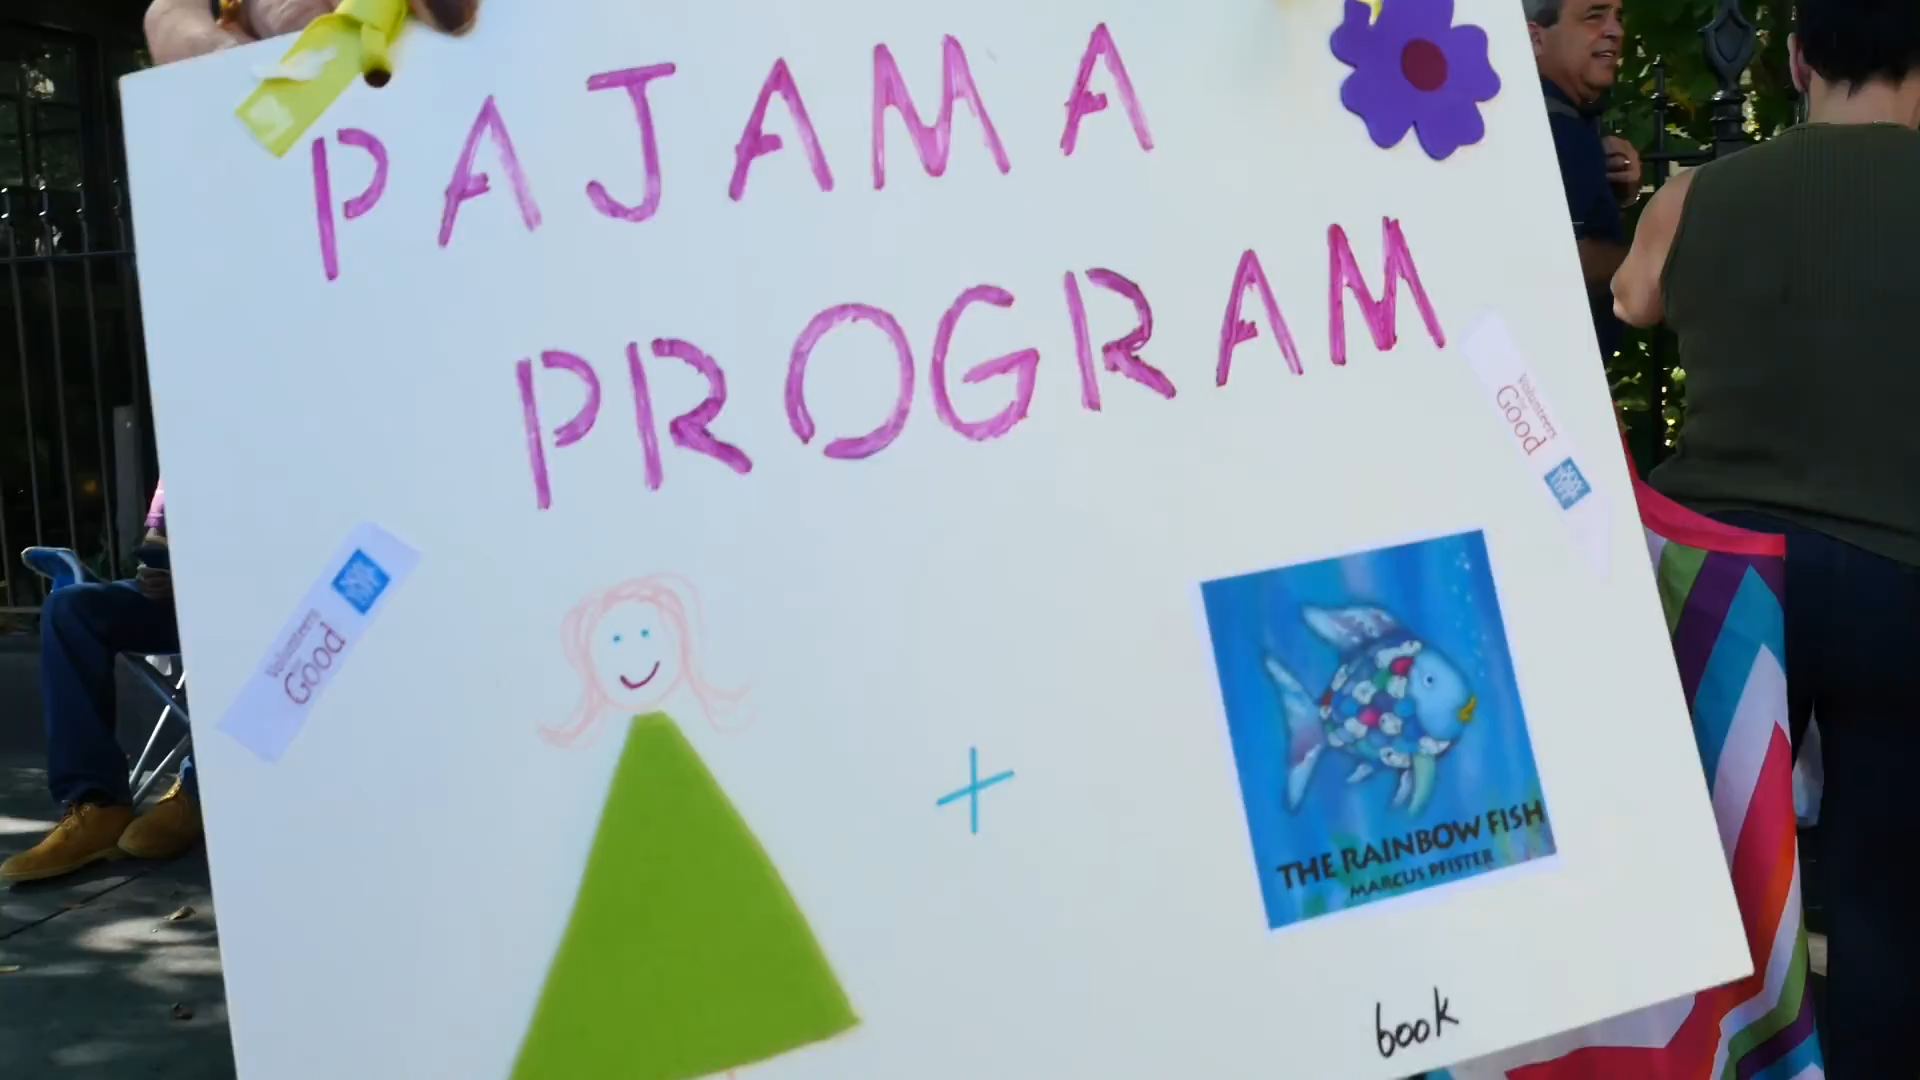 PAJAMA
PROGRAM
Volunteers
Good
Volunteers
Good
THE RAINBOW FISH
MARCUS PFISTER
book